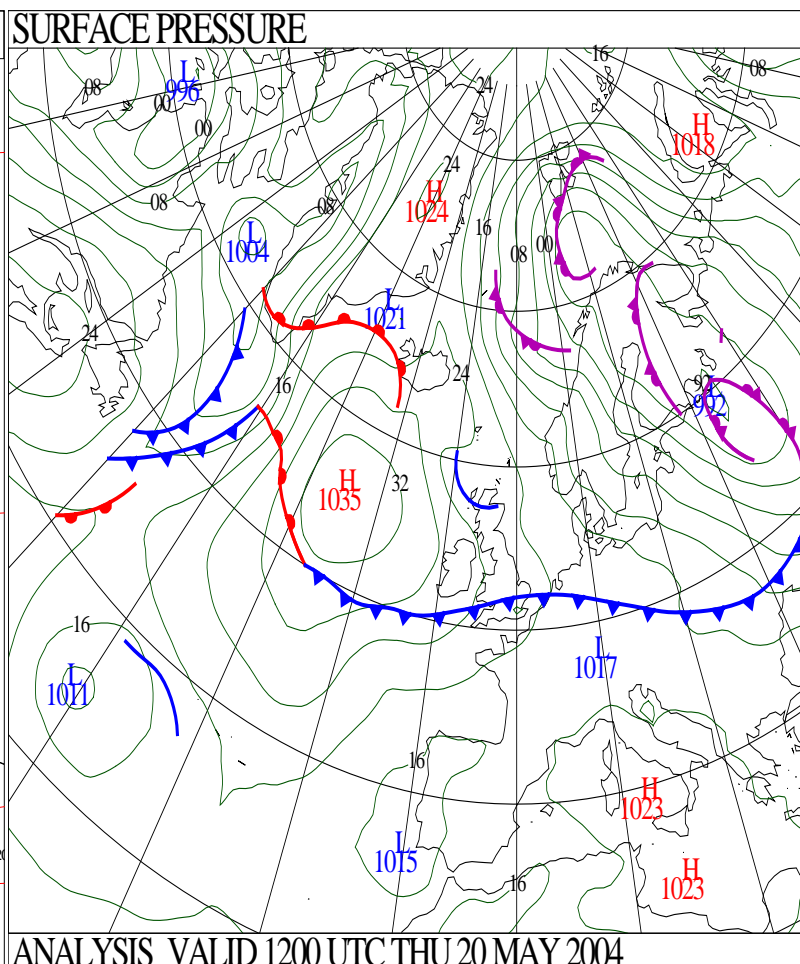 SURFACE PRESSURE
16
08
L
996
08
24
00
00
H
1018
24
H
1024
08
08
16
00
08
L
1004
L
1021
24
24
16
L
992
H
1035
32
16
L
1011
L
1017
16
H
1023
L
1015
H
1023
16
ANALYSIS VALID 1200 UTC THU 20 MAY 2004